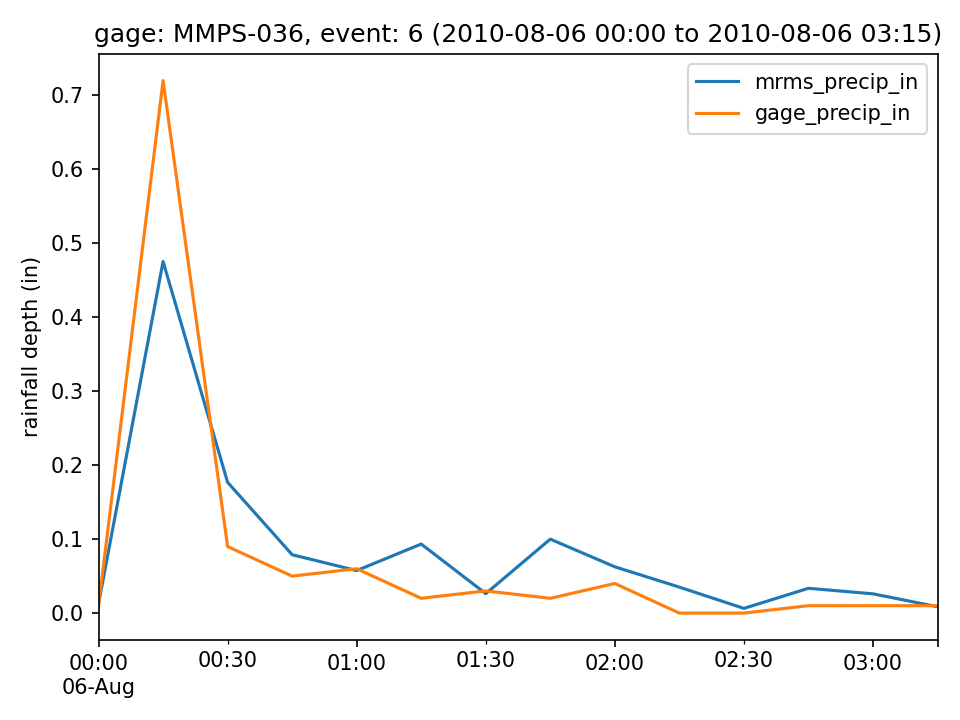 gage: MMPS-036, event: 6 (2010-08-06 00:00 to 2010-08-06 03:15)
mrms_precip_in
gage_precip_in
rainfall depth (in)
0.7
0.6
0.5
0.4
0.3
0.2
0.1
0.0
00:00 00:30 01:00 01:30 02:00 02:30 03:00
06-Aug